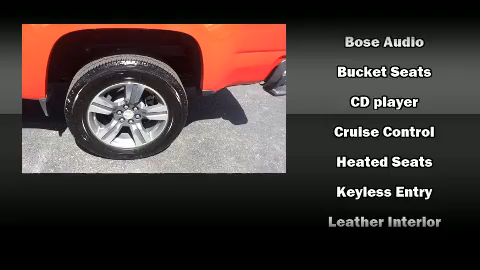 Bose Audio
Bucket Seats
CD player
Cruise Control
Heated Seats
Keyless Entry
Leather Interior